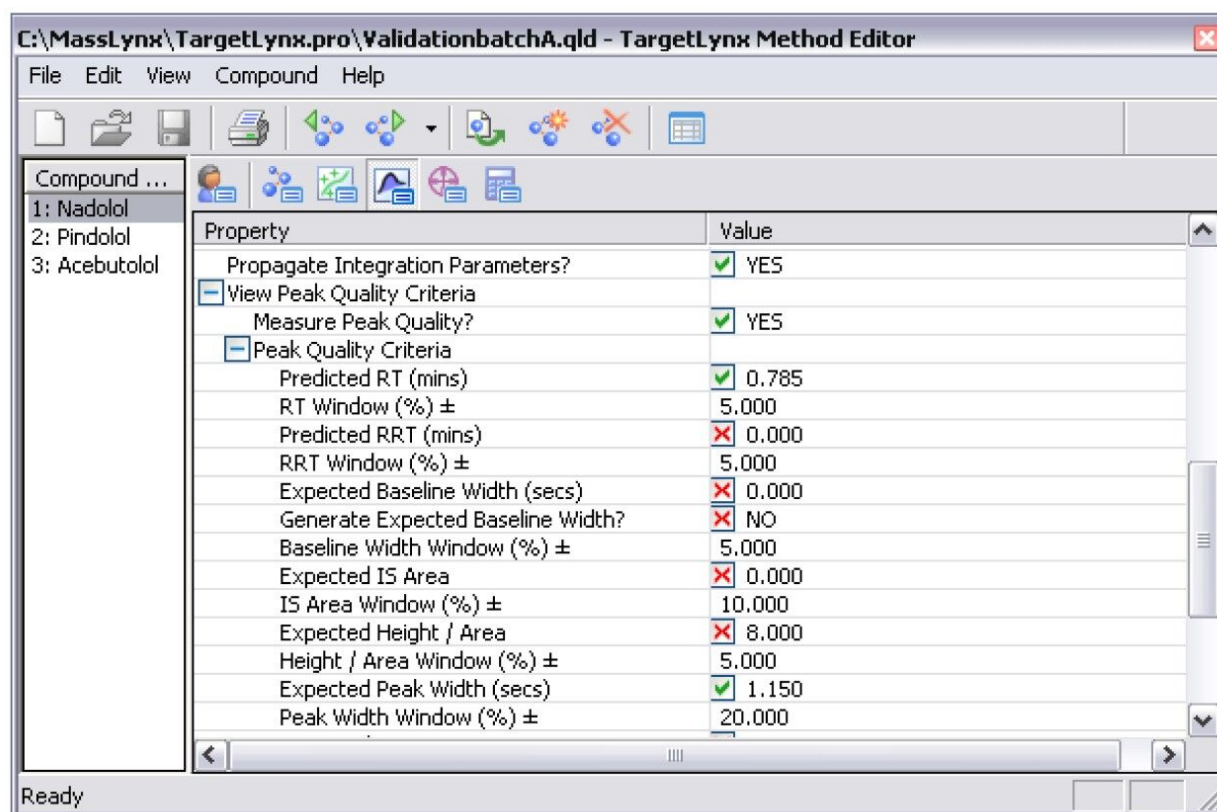 C:\MassLynx\TargetLynx.pro\ValidationbatchA.qld - TargetLynx Method Editor
File Edit View Compound Help
Compound ...
1: Nadolol
2: Pindolol
3: Acebutolol
Property Value
Propagate Integration Parameters? YES
View Peak Quality Criteria
Measure Peak Quality? YES
Peak Quality Criteria
Predicted RT (mins) 0.785
RT Window (%) ± 5.000
Predicted RRT (mins) 0.000
RRT Window (%) ± 5.000
Expected Baseline Width (secs) 0.000
Generate Expected Baseline Width? NO
Baseline Width Window (%) ± 5.000
Expected IS Area 0.000
IS Area Window (%) ± 10.000
Expected Height / Area 8.000
Height / Area Window (%) ± 5.000
Expected Peak Width (secs) 1.150
Peak Width Window (%) ± 20.000
Ready